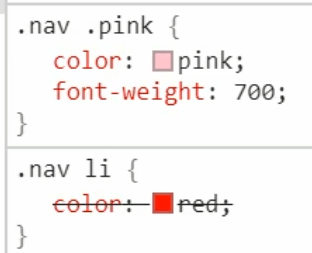 .nav .pink {
color: pink;
font-weight: 700;
}
.nav li {
color: red;
}